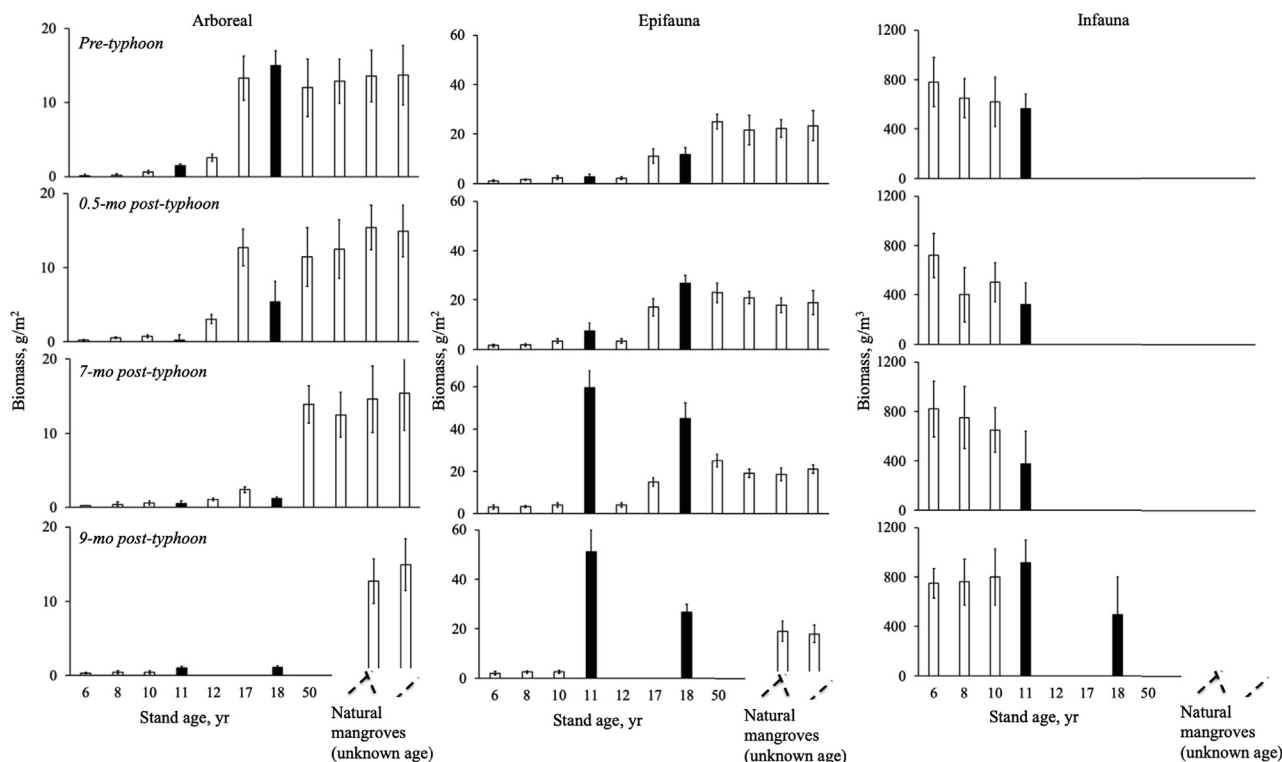 Arboreal
Epifauna
Infauna
Pre-typhoon
20
10
0
60
40
20
0
1200
800
400
0
0.5-mo post-typhoon
20
10
0
60
40
20
0
1200
800
400
0
7-mo post-typhoon
20
10
0
60
40
20
0
1200
800
400
0
9-mo post-typhoon
20
10
0
60
40
20
0
1200
800
400
0
Biomass, g/m²
Biomass, g/m²
Biomass, g/m³
6 8 10 11 12 17 18 50
6 8 10 11 12 17 18 50
6 8 10 11 12 17 18 50
Stand age, yr
Stand age, yr
Stand age, yr
Natural
mangroves
(unknown age)
Natural
mangroves
(unknown age)
Natural
mangroves
(unknown age)